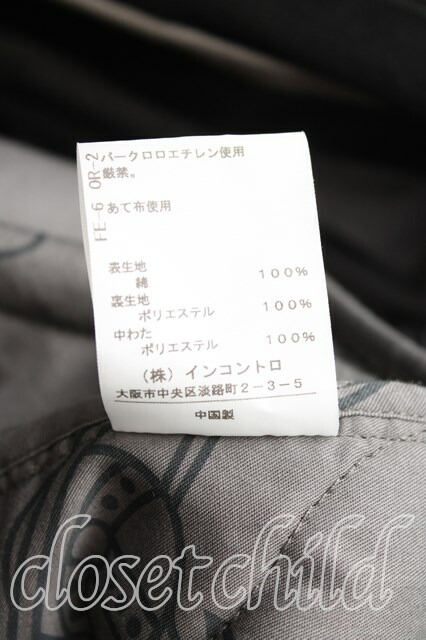 OR-2 パークロロエチレン使用
厳禁。
FE-6 あて布使用
表生地
綿 100%
裏生地
ポリエステル 100%
中わた
ポリエステル 100%
(株) インコントロ
大阪市中央区淡路町2-3-5
中国製
closet child